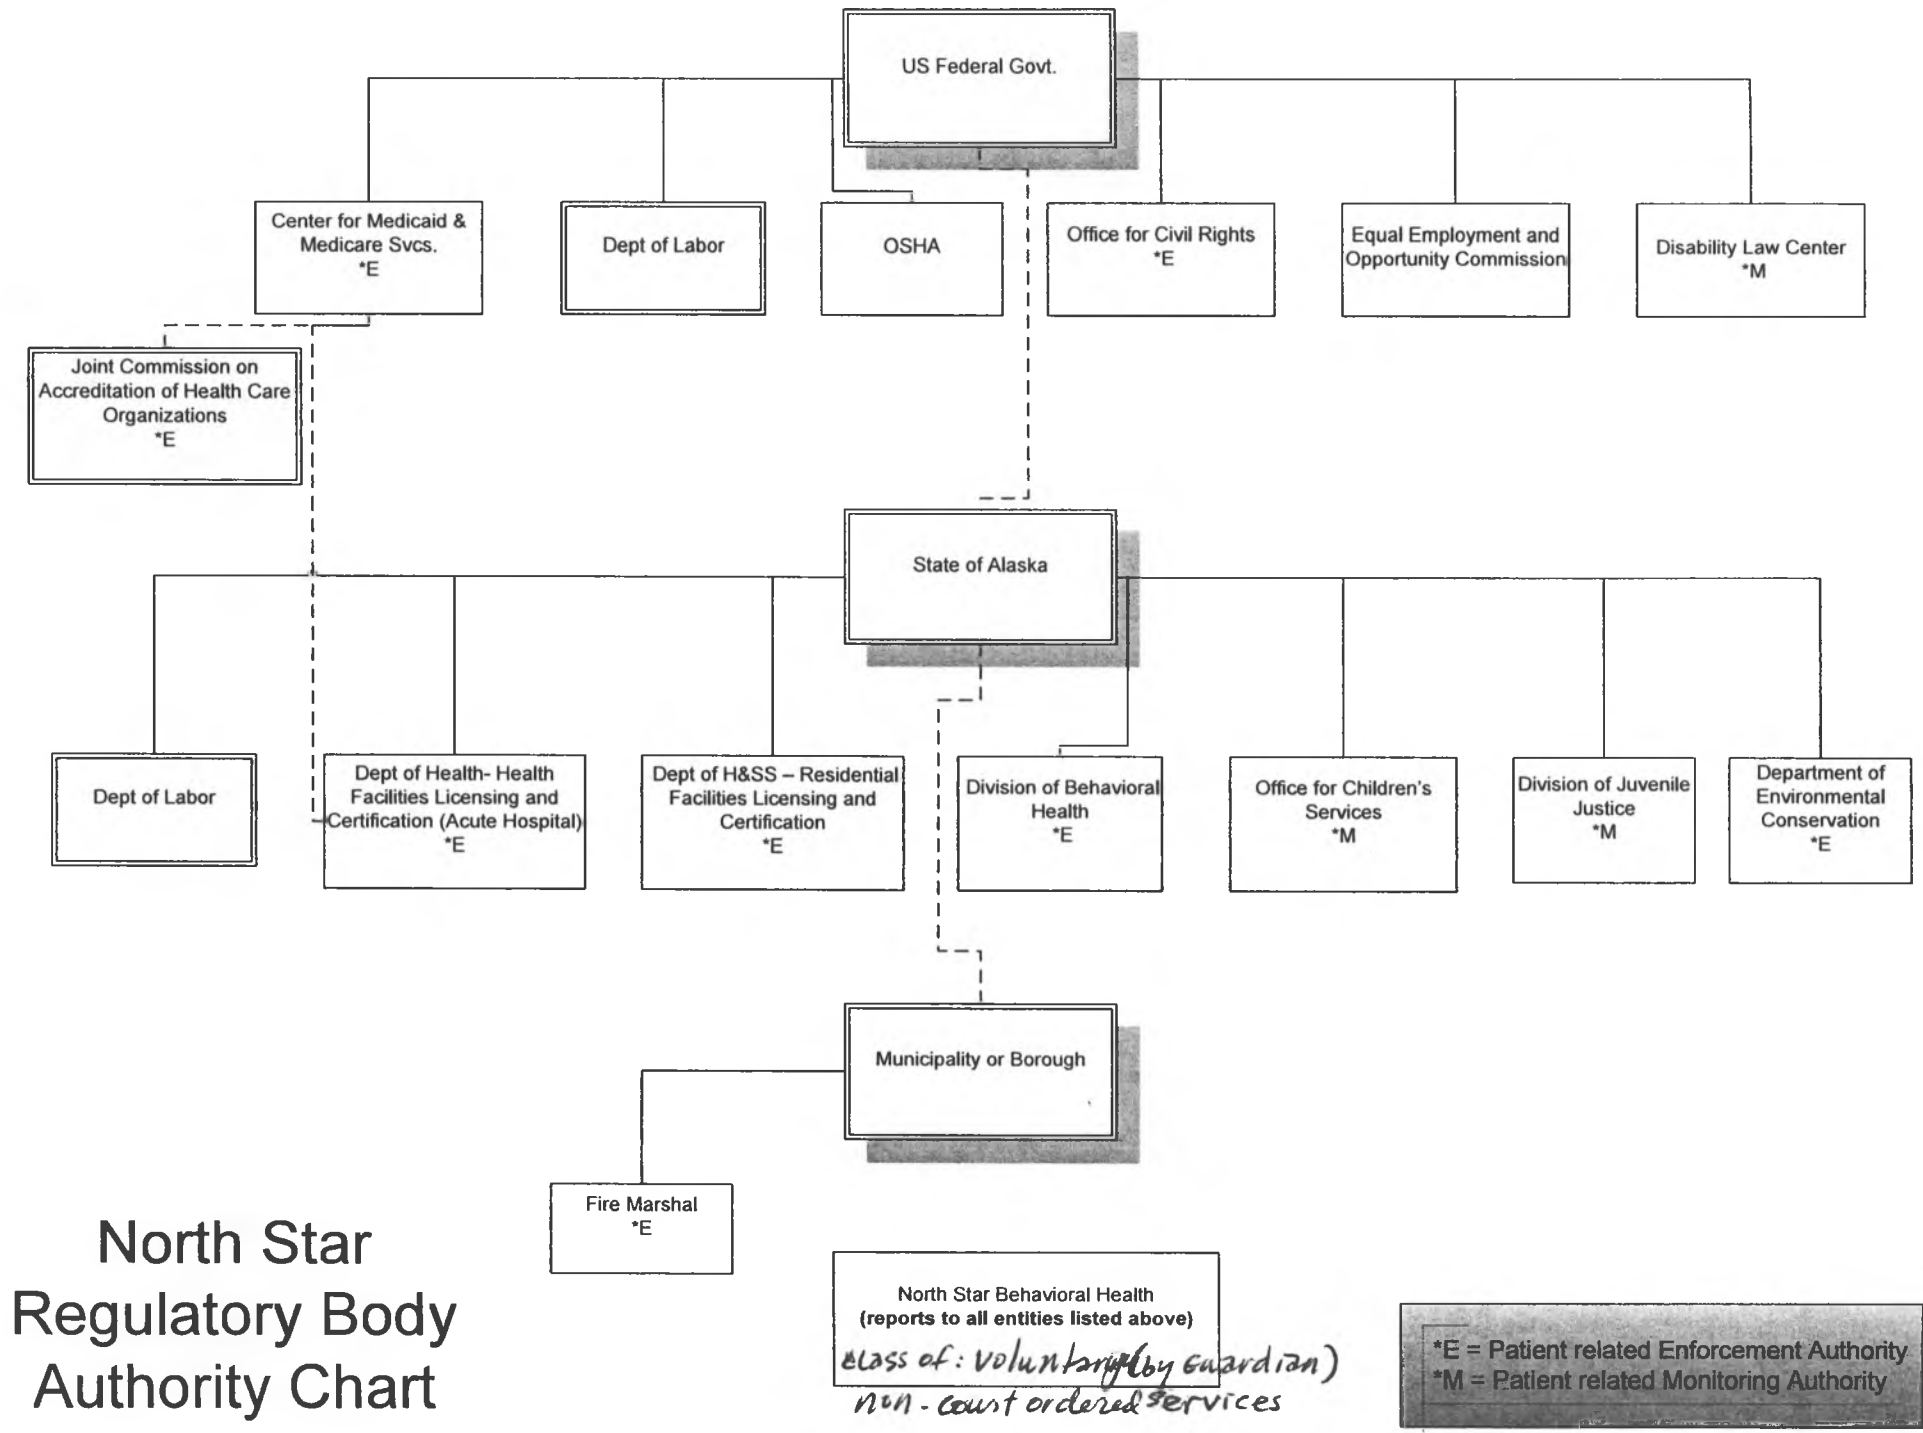 US Federal Govt.
Center for Medicaid &
Medicare Svcs.
*E
Dept of Labor
OSHA
Office for Civil Rights
*E
Equal Employment and
Opportunity Commission
Disability Law Center
*M
Joint Commission on
Accreditation of Health Care
Organizations
*E
State of Alaska
Dept of Labor
Dept of Health- Health
Facilities Licensing and
Certification (Acute Hospital)
*E
Dept of H&SS – Residential
Facilities Licensing and
Certification
*E
Division of Behavioral
Health
*E
Office for Children's
Services
*M
Division of Juvenile
Justice
*M
Department of
Environmental
Conservation
*E
Municipality or Borough
Fire Marshal
*E
North Star
Regulatory Body
Authority Chart
North Star Behavioral Health
(reports to all entities listed above)
class of: voluntary (by Guardian)
non-court ordered services
*E = Patient related Enforcement Authority
*M = Patient related Monitoring Authority